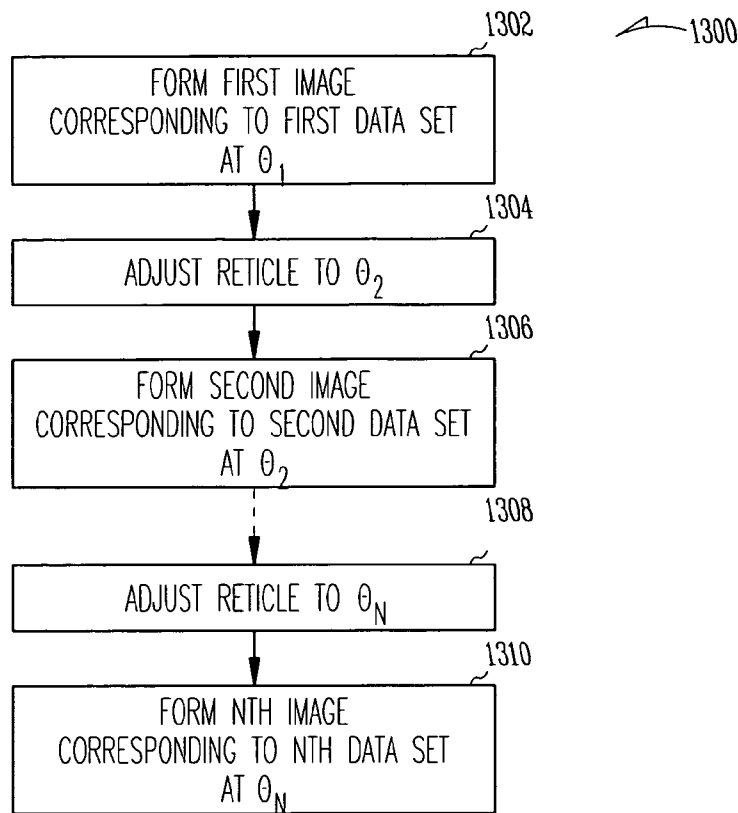 1302
1300
FORM FIRST IMAGE
CORRESPONDING TO FIRST DATA SET
AT Θ₁
1304
ADJUST RETICLE TO Θ₂
1306
FORM SECOND IMAGE
CORRESPONDING TO SECOND DATA SET
AT Θ₂
1308
ADJUST RETICLE TO Θ_N
1310
FORM NTH IMAGE
CORRESPONDING TO NTH DATA SET
AT Θ_N